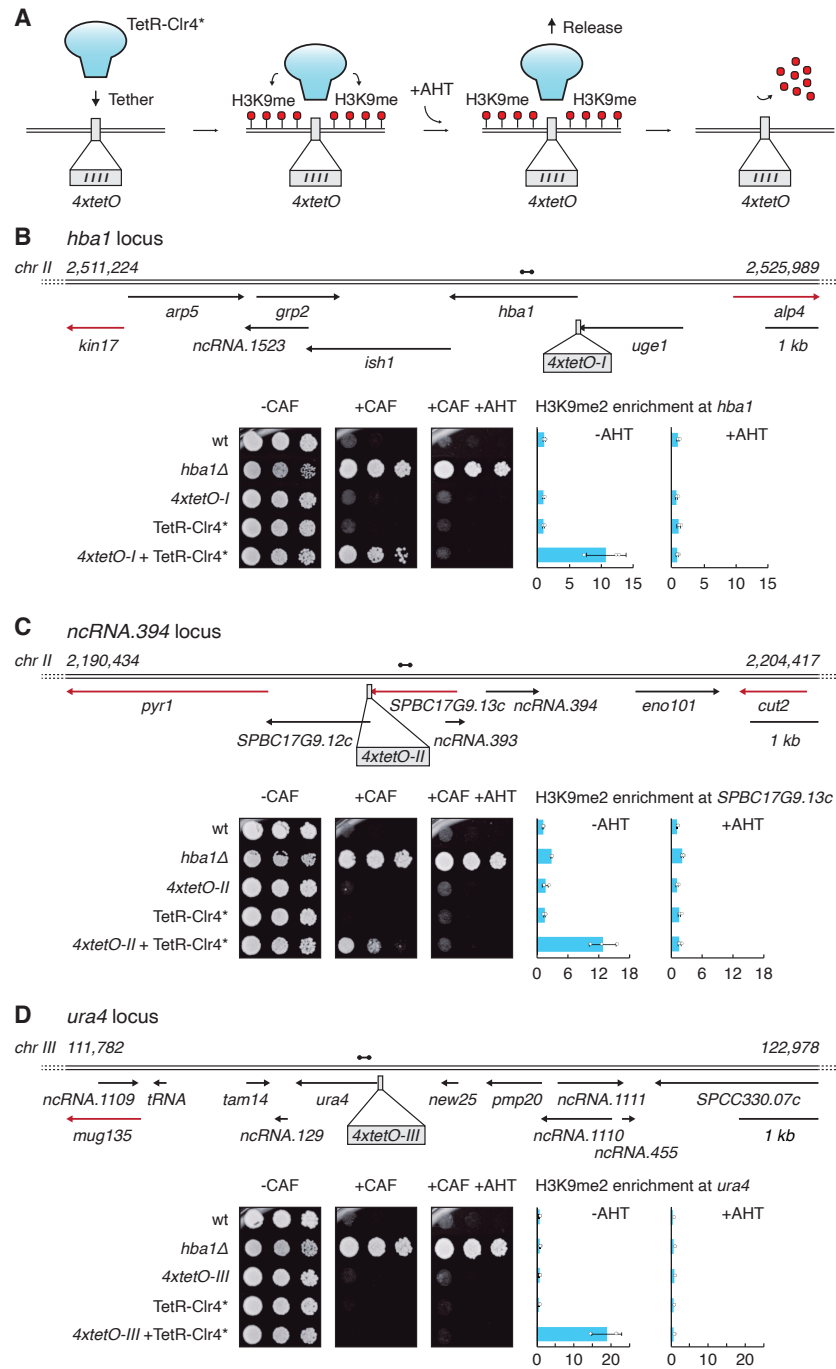 A
TetR-Clr4*
Tether
4xtetO
H3K9me H3K9me
4xtetO
+AHT
Release
H3K9me H3K9me
4xtetO
4xtetO
B hba1 locus
chr II 2,511,224 2,525,989
arp5 grp2 hba1 alp4
kin17 ncRNA.1523 ish1 4xtetO-I uge1 1 kb
-CAF +CAF +CAF +AHT H3K9me2 enrichment at hba1
wt -AHT +AHT
hba1Δ
4xtetO-I
TetR-Clr4*
4xtetO-I + TetR-Clr4*
0 5 10 15 0 5 10 15
C ncRNA.394 locus
chr II 2,190,434 2,204,417
pyr1 SPBC17G9.13c ncRNA.394 eno101 cut2
SPBC17G9.12c 4xtetO-II ncRNA.393 1 kb
-CAF +CAF +CAF +AHT H3K9me2 enrichment at SPBC17G9.13c
wt -AHT +AHT
hba1Δ
4xtetO-II
TetR-Clr4*
4xtetO-II + TetR-Clr4*
0 6 12 18 0 6 12 18
D ura4 locus
chr III 111,782 122,978
ncRNA.1109 tRNA tam14 ura4 new25 pmp20 ncRNA.1111 SPCC330.07c
mug135 ncRNA.129 4xtetO-III ncRNA.1110 1 kb
ncRNA.455
-CAF +CAF +CAF +AHT H3K9me2 enrichment at ura4
wt -AHT +AHT
hba1Δ
4xtetO-III
TetR-Clr4*
4xtetO-III +TetR-Clr4*
0 10 20 0 10 20